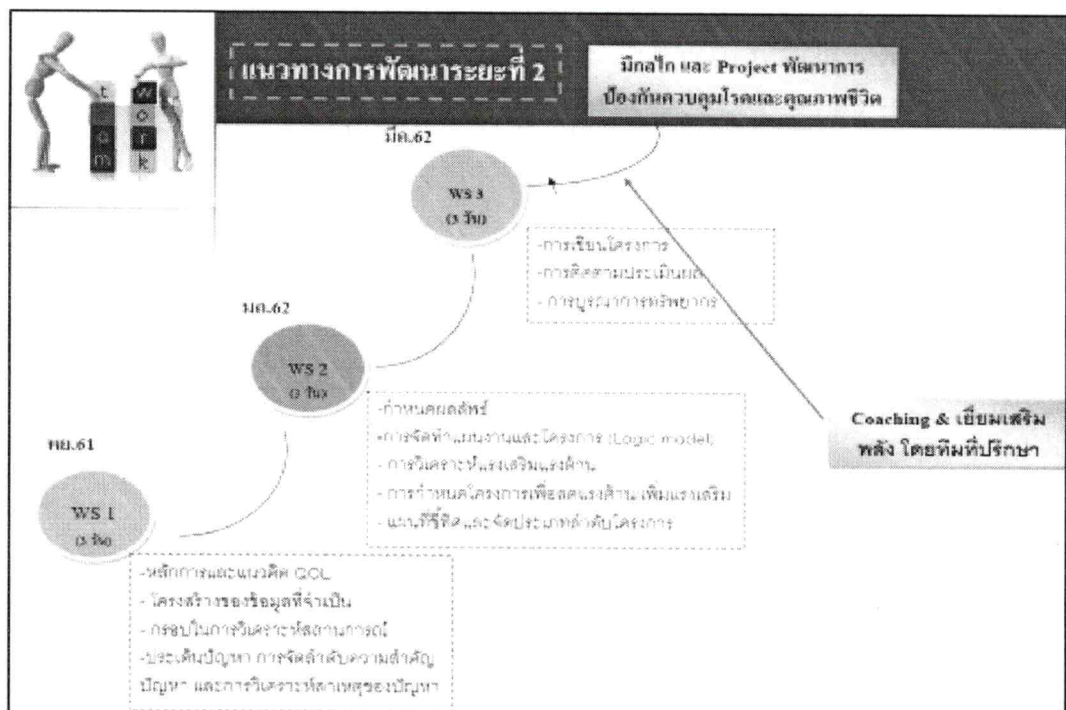 t w
o
a r
m k
แนวทางการพัฒนาระยะที่ 2
มีกลไก และ Project พัฒนาการ
ป้องกันควบคุมโรคและคุณภาพชีวิต
มีค.62
WS 3
(3 วัน)
-การเขียนโครงการ
-การติดตามประเมินผล
- การบูรณาการทรัพยากร
มค.62
WS 2
(3 วัน)
-กำหนดผลลัพธ์
-การจัดทำแผนงานและโครงการ (Logic model)
- การวิเคราะห์แรงเสริมแรงต้าน
- การกำหนดโครงการเพื่อลดแรงต้าน เพิ่มแรงเสริม
- แผนที่ชี้ทิศและจัดประเภทลำดับโครงการ
Coaching & เยี่ยมเสริม
พลัง โดยทีมที่ปรึกษา
พย.61
WS 1
(3 วัน)
-หลักการและแนวคิด QOL
- โครงสร้างของข้อมูลที่จำเป็น
- กรอบในการวิเคราะห์สถานการณ์
-ประเด็นปัญหา การจัดลำดับความสำคัญ
ปัญหา และการวิเคราะห์สาเหตุของปัญหา